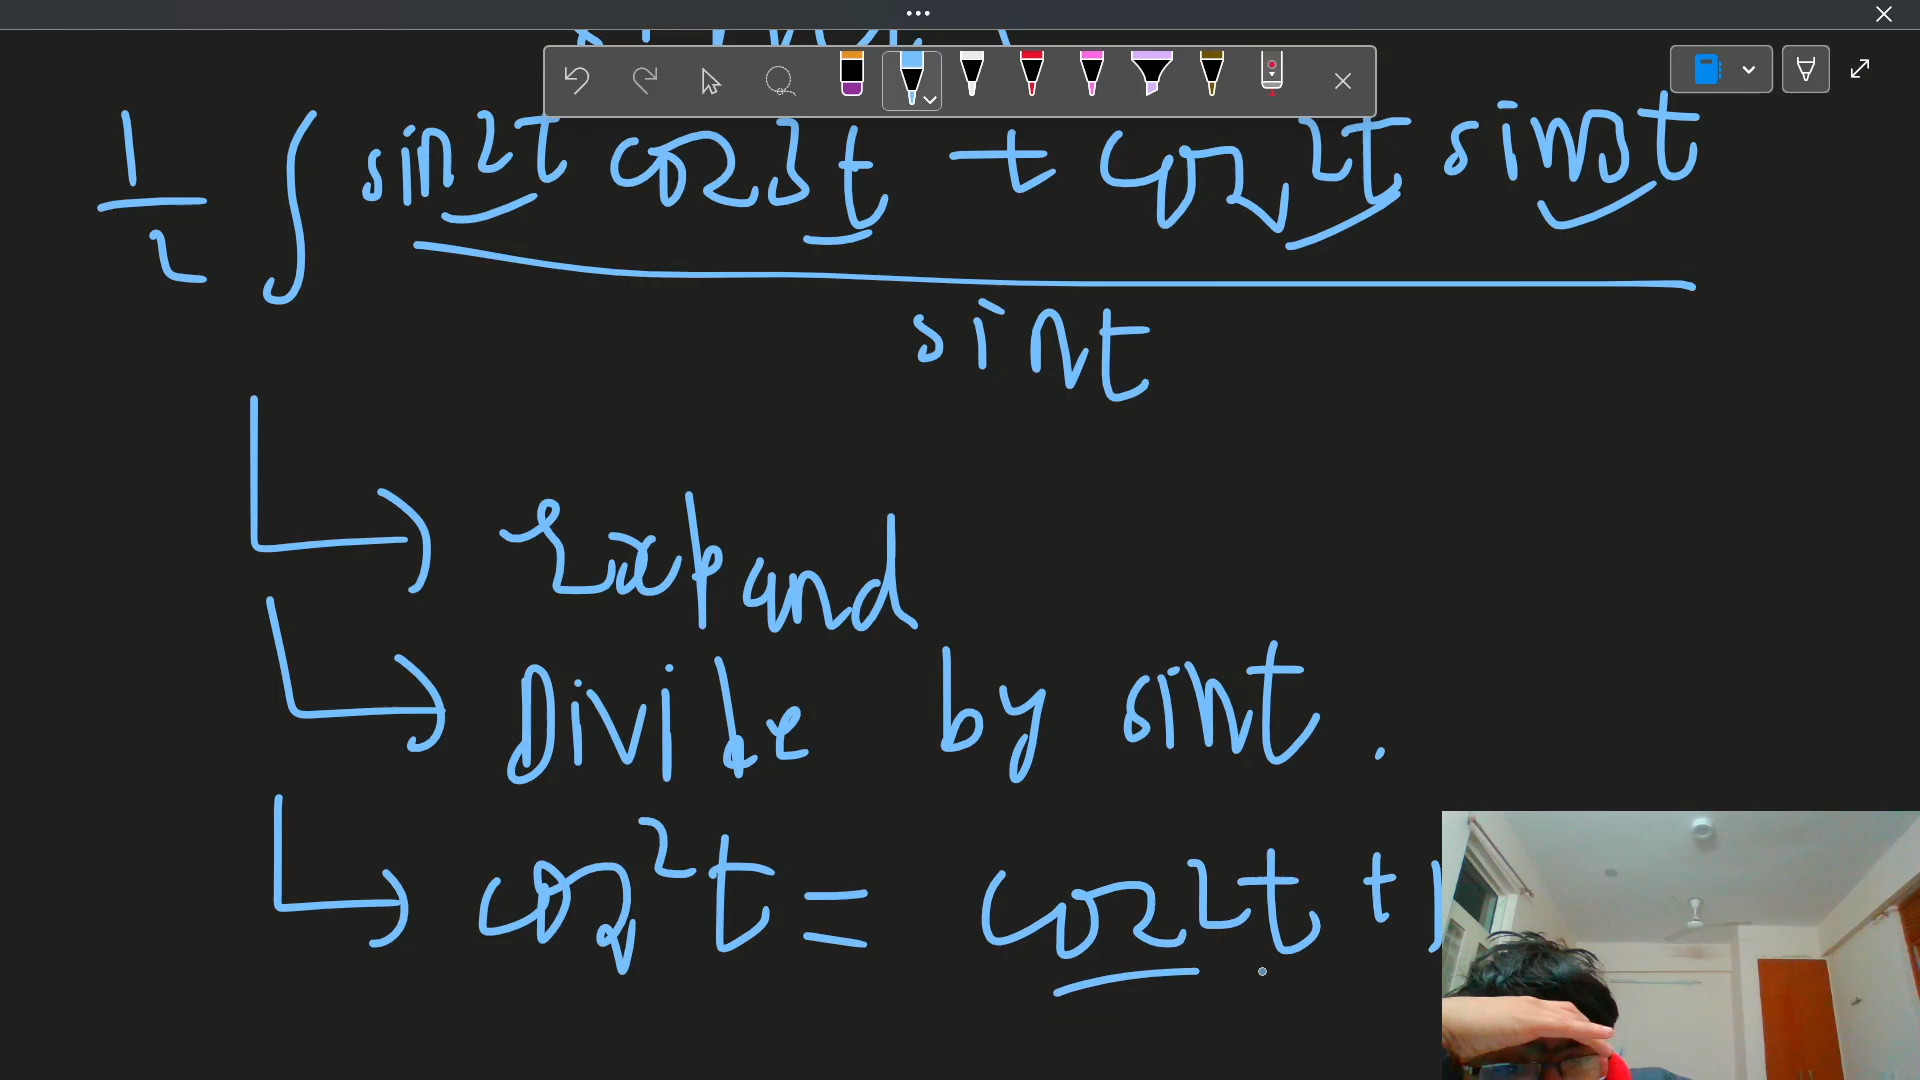 1/2 ∫ (sin2t cos3t + cos2t sin3t) / sint
Expand
Divide by sint.
cos²t = cos2t + 1